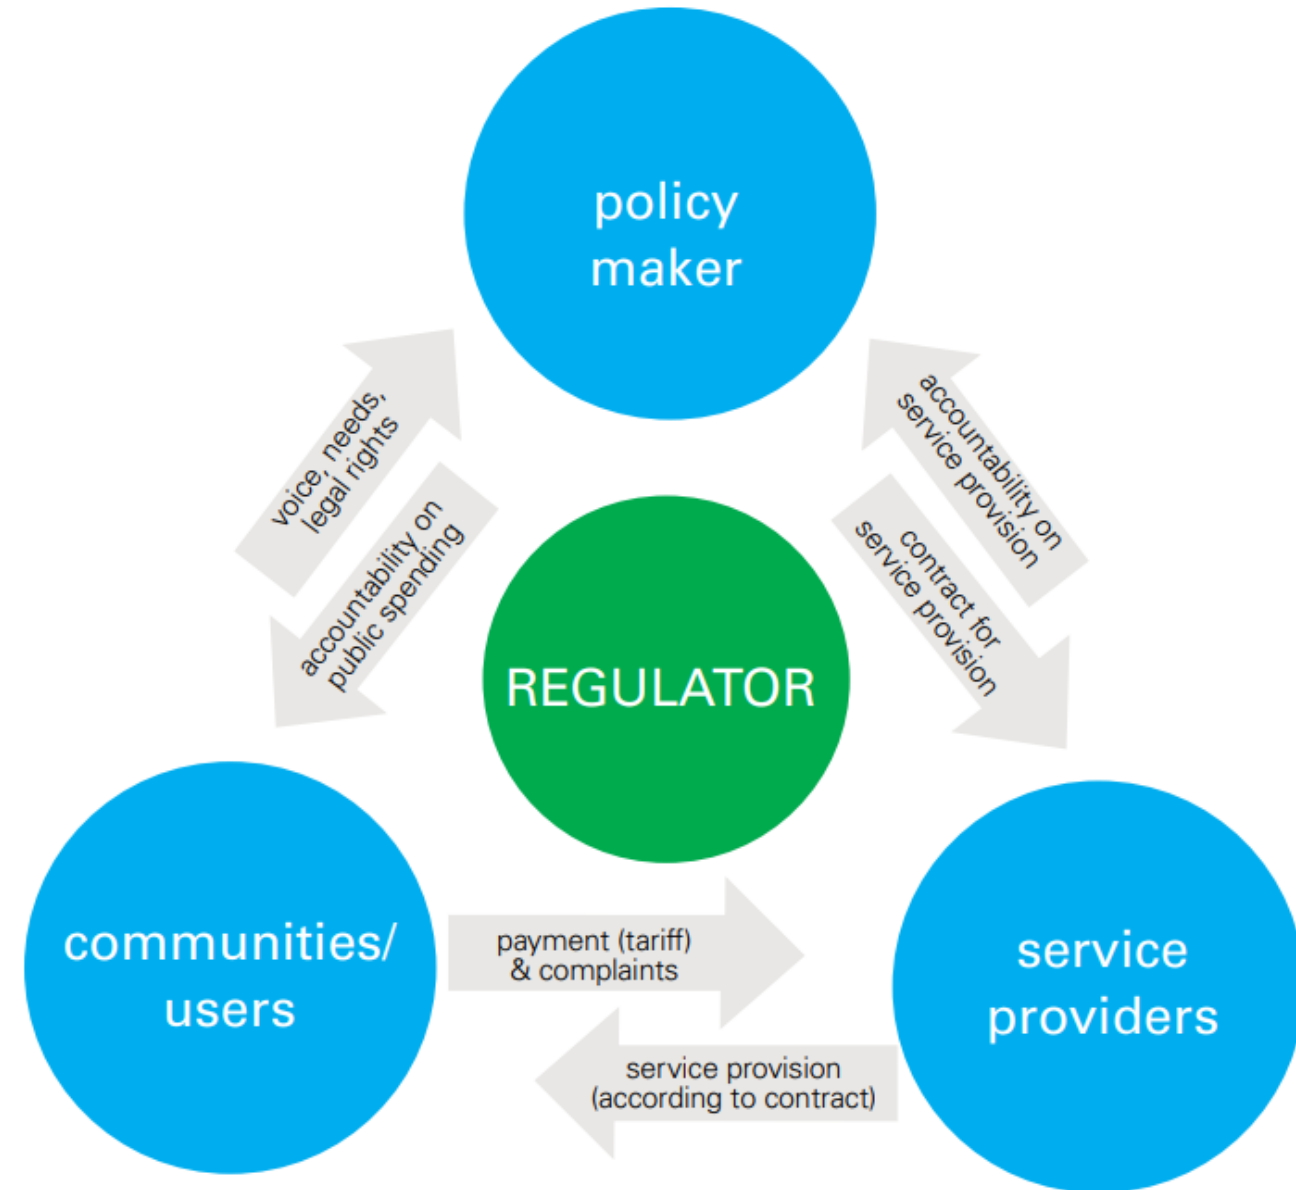 policy
maker
voice, needs,
legal rights
accountability on
public spending
accountability on
service provision
contract for
service provision
REGULATOR
communities/
users
payment (tariff)
& complaints
service provision
(according to contract)
service
providers